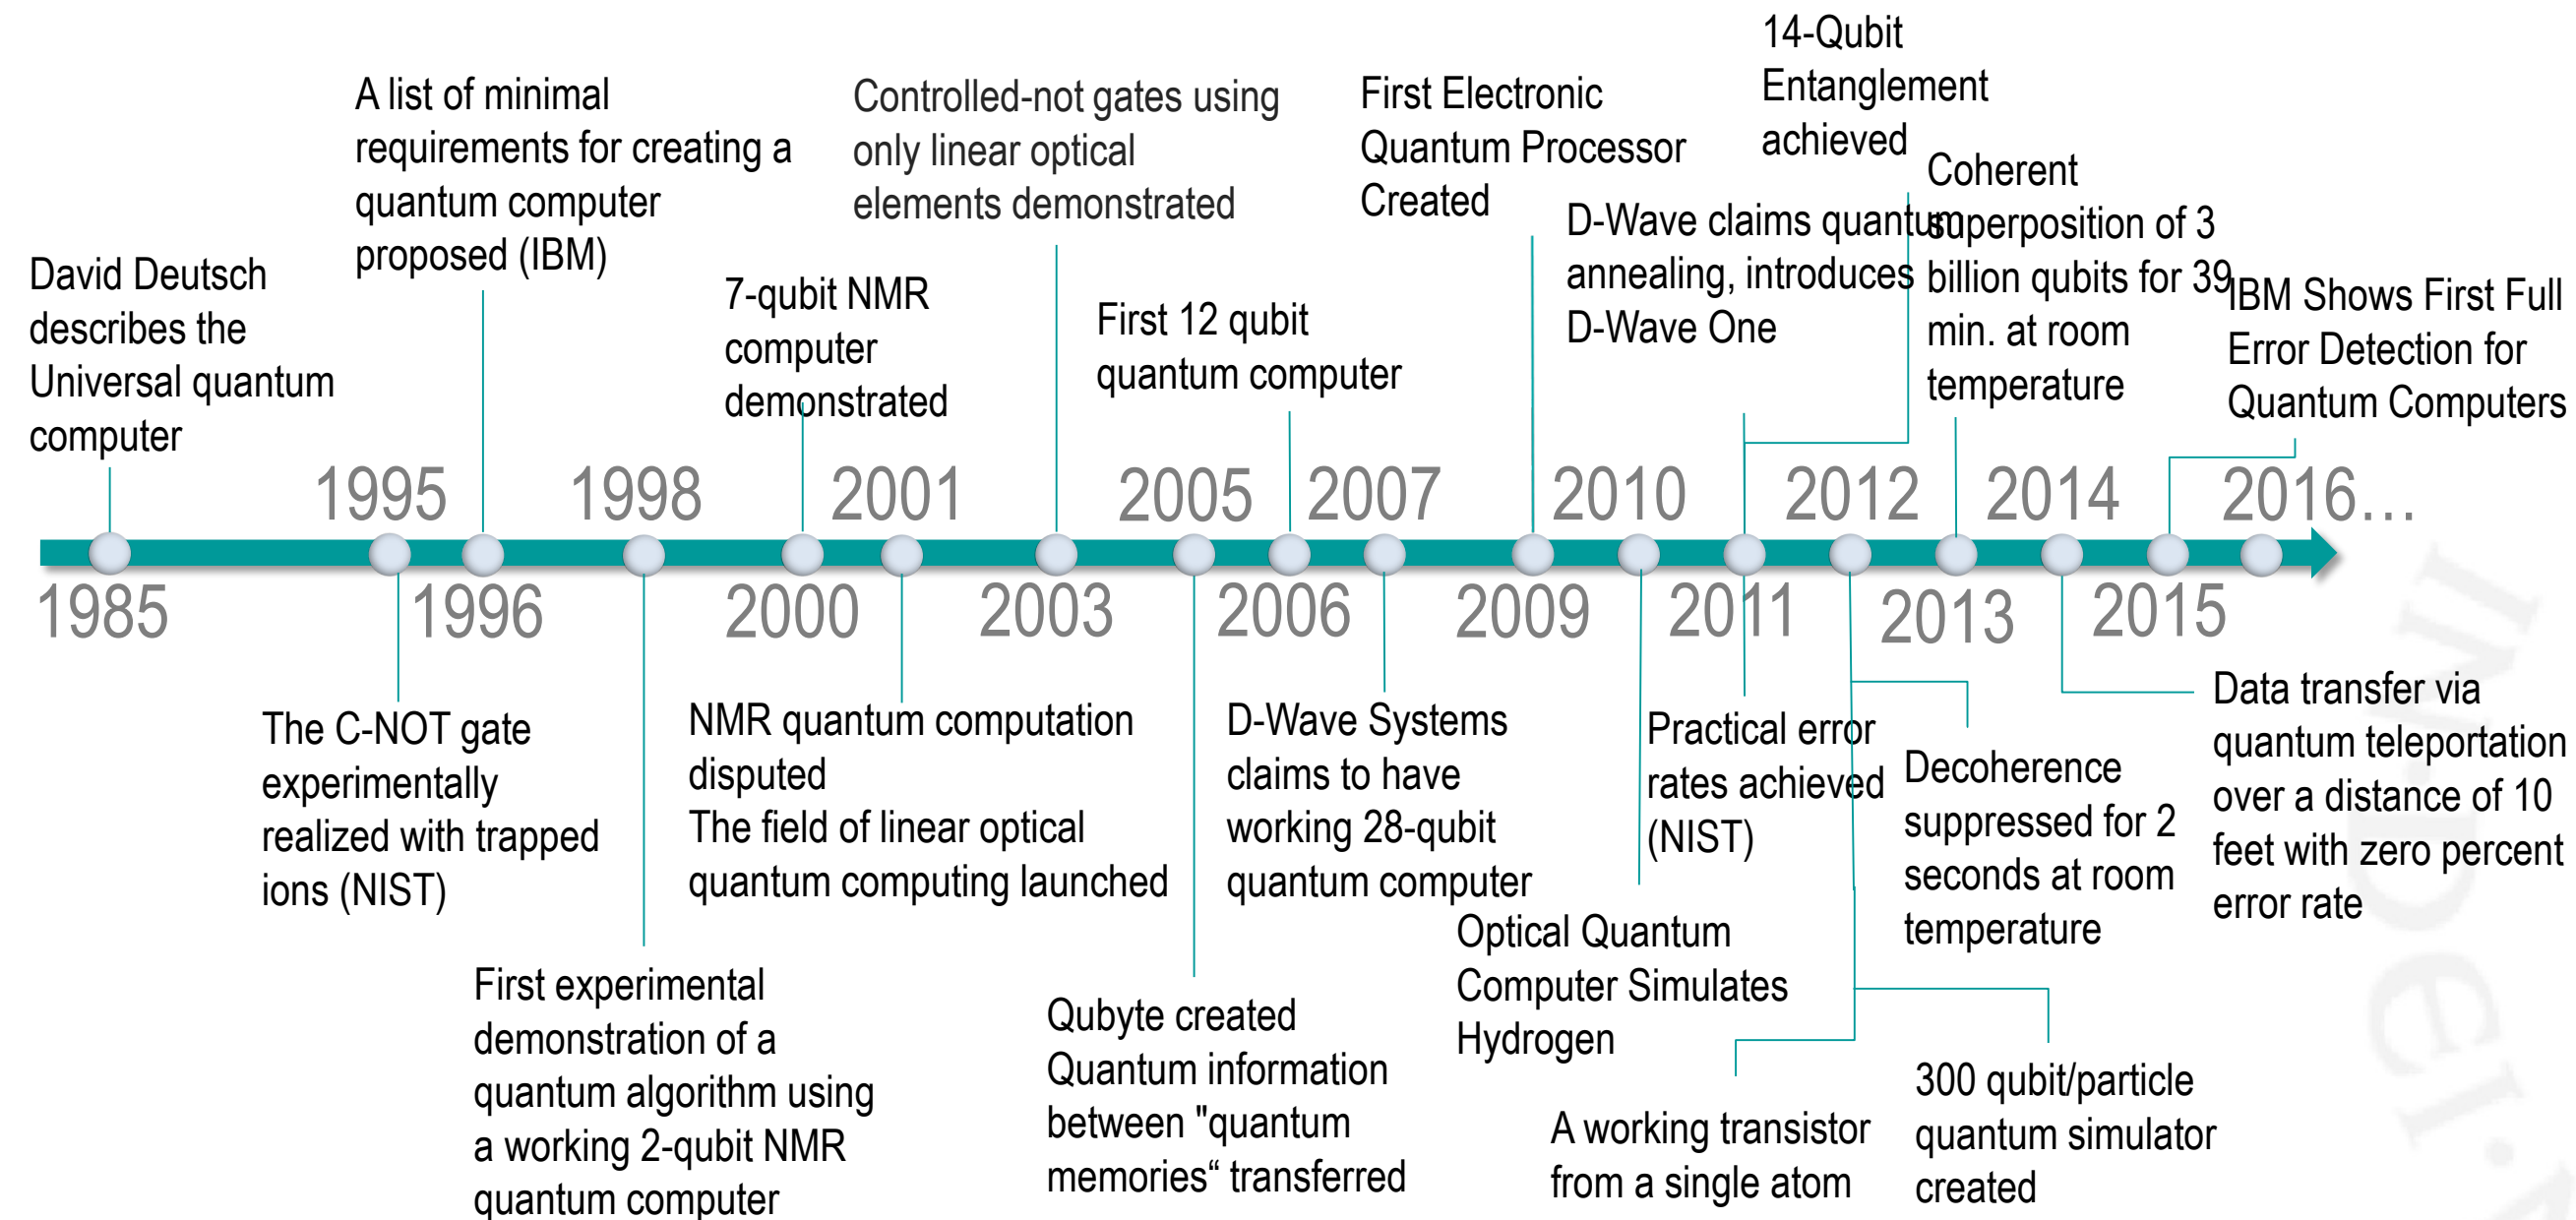 14-Qubit
Entanglement
achieved
A list of minimal
requirements for creating a
quantum computer
proposed (IBM)
Controlled-not gates using
only linear optical
elements demonstrated
First Electronic
Quantum Processor
Created
Coherent
superposition of 3
billion qubits for 39
min. at room
temperature
D-Wave claims quantum
annealing, introduces
D-Wave One
David Deutsch
describes the
Universal quantum
computer
7-qubit NMR
computer
demonstrated
First 12 qubit
quantum computer
IBM Shows First Full
Error Detection for
Quantum Computers
1995
1998
2001
2005
2007
2010
2012
2014
2016…
1985
1996
2000
2003
2006
2009
2011
2013
2015
The C-NOT gate
experimentally
realized with trapped
ions (NIST)
NMR quantum computation
disputed
The field of linear optical
quantum computing launched
D-Wave Systems
claims to have
working 28-qubit
quantum computer
Practical error
rates achieved
(NIST)
Decoherence
suppressed for 2
seconds at room
temperature
Data transfer via
quantum teleportation
over a distance of 10
feet with zero percent
error rate
First experimental
demonstration of a
quantum algorithm using
a working 2-qubit NMR
quantum computer
Qubyte created
Quantum information
between "quantum
memories“ transferred
Optical Quantum
Computer Simulates
Hydrogen
A working transistor
from a single atom
300 qubit/particle
quantum simulator
created